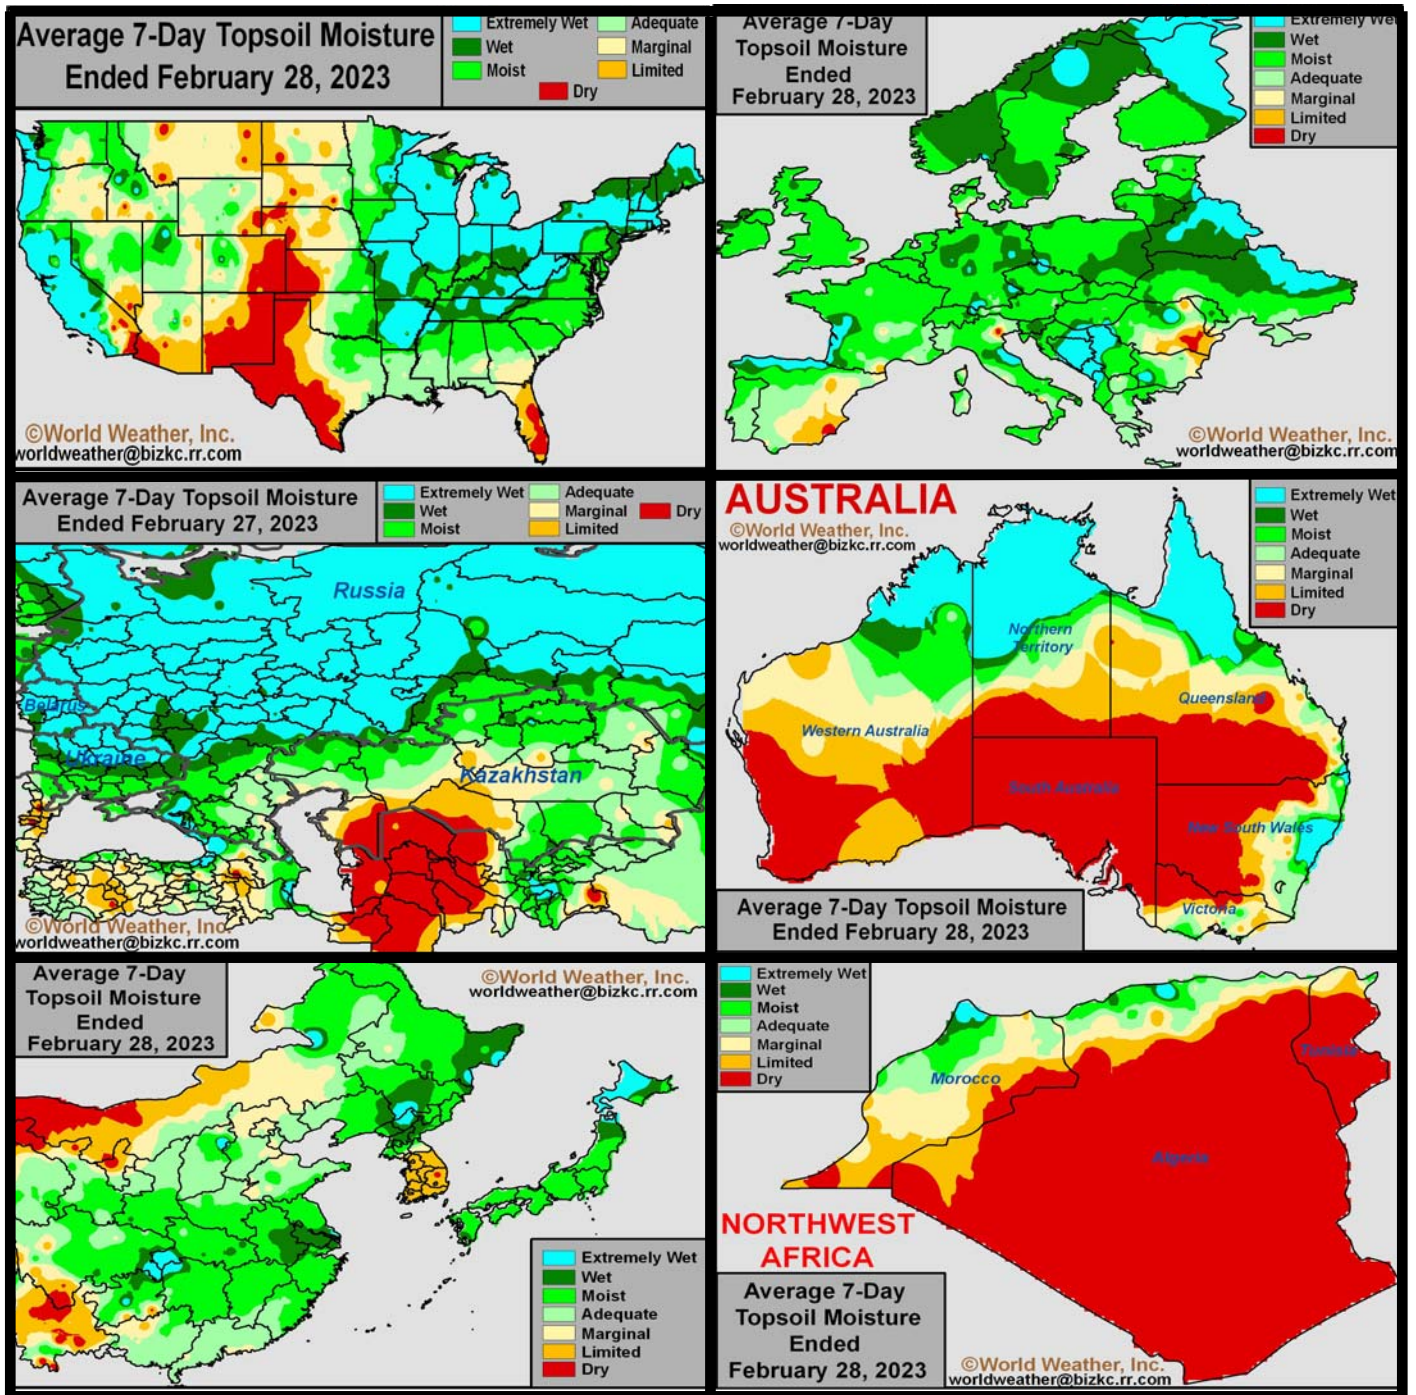 Average 7-Day Topsoil Moisture
Ended February 28, 2023
Extremely Wet
Wet
Moist
Adequate
Marginal
Limited
Dry
©World Weather, Inc.
worldweather@bizkc.rr.com
Average 7-Day
Topsoil Moisture
Ended
February 28, 2023
Extremely Wet
Wet
Moist
Adequate
Marginal
Limited
Dry
©World Weather, Inc.
worldweather@bizkc.rr.com
Average 7-Day Topsoil Moisture
Ended February 27, 2023
Extremely Wet
Wet
Moist
Adequate
Marginal
Limited
Dry
Russia
Belarus
Ukraine
Kazakhstan
©World Weather, Inc.
worldweather@bizkc.rr.com
AUSTRALIA
©World Weather, Inc.
worldweather@bizkc.rr.com
Extremely Wet
Wet
Moist
Adequate
Marginal
Limited
Dry
Northern
Territory
Queensland
Western Australia
South Australia
New South Wales
Victoria
Average 7-Day Topsoil Moisture
Ended February 28, 2023
Average 7-Day
Topsoil Moisture
Ended
February 28, 2023
©World Weather, Inc.
worldweather@bizkc.rr.com
Extremely Wet
Wet
Moist
Adequate
Marginal
Limited
Dry
Extremely Wet
Wet
Moist
Adequate
Marginal
Limited
Dry
Morocco
Tunisia
Algeria
NORTHWEST
AFRICA
Average 7-Day
Topsoil Moisture
Ended
February 28, 2023
©World Weather, Inc.
worldweather@bizkc.rr.com